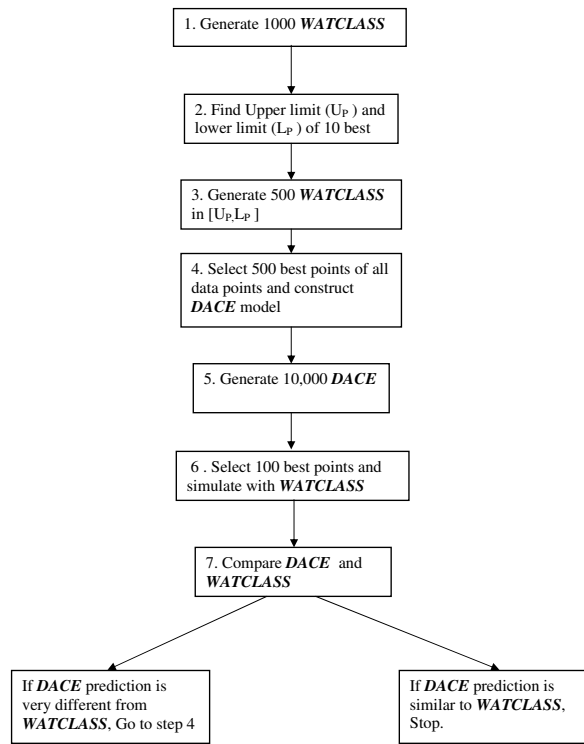 1. Generate 1000 WATCLASS
2. Find Upper limit (UP ) and
lower limit (LP ) of 10 best
3. Generate 500 WATCLASS
in [UP,LP ]
4. Select 500 best points of all
data points and construct
DACE model
5. Generate 10,000 DACE
6 . Select 100 best points and
simulate with WATCLASS
7. Compare DACE and
WATCLASS
If DACE prediction is
very different from
WATCLASS, Go to step 4
If DACE prediction is
similar to WATCLASS,
Stop.